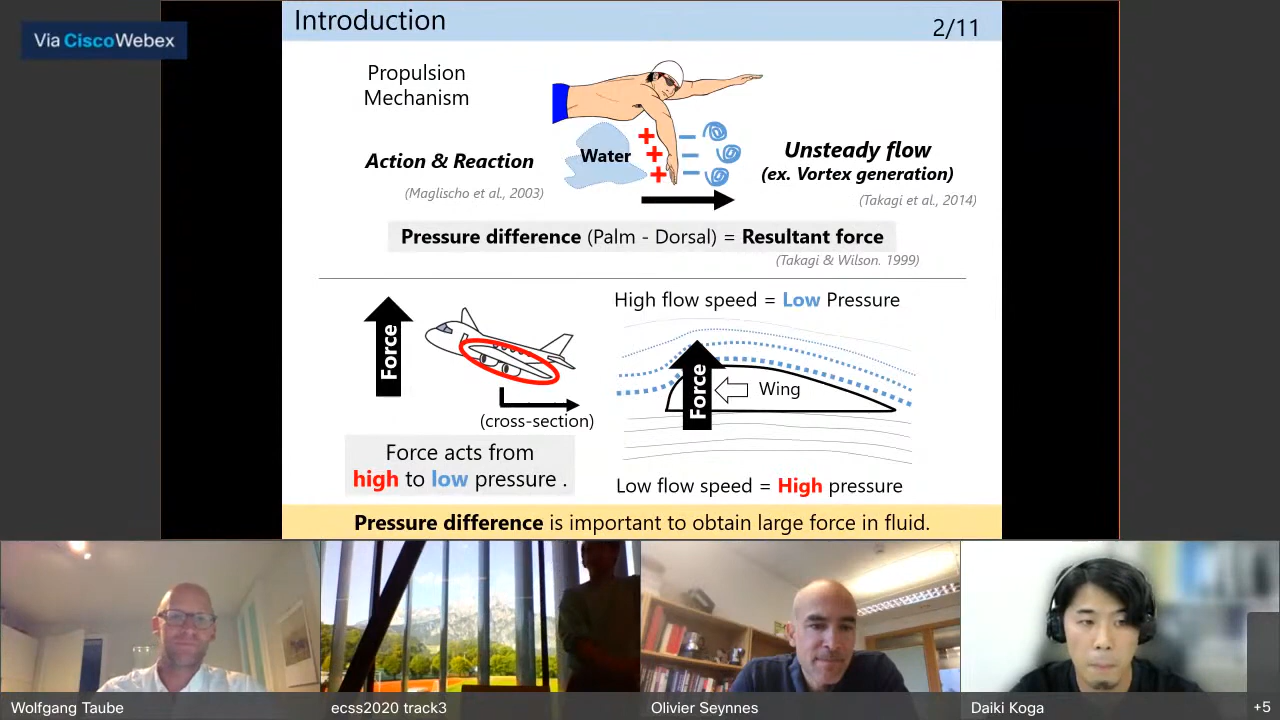 Via Cisco Webex
Introduction
2/11
Propulsion
Mechanism
Action & Reaction
(Maglischo et al., 2003)
Water
Unsteady flow
(ex. Vortex generation)
(Takagi et al., 2014)
Pressure difference (Palm - Dorsal) = Resultant force
(Takagi & Wilson. 1999)
Force
(cross-section)
Force acts from
high to low pressure .
High flow speed = Low Pressure
Force
Wing
Low flow speed = High pressure
Pressure difference is important to obtain large force in fluid.
Wolfgang Taube
ecss2020 track3
Olivier Seynnes
Daiki Koga
+5